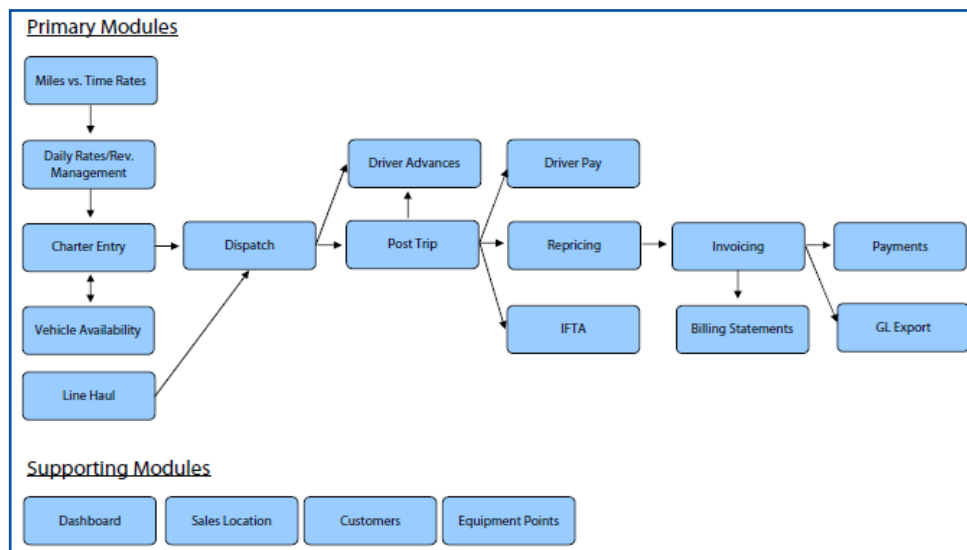 Primary Modules
Miles vs. Time Rates
Daily Rates/Rev.
Management
Driver Advances
Driver Pay
Charter Entry
Dispatch
Post Trip
Repricing
Invoicing
Payments
Vehicle Availability
IFTA
Billing Statements
GL Export
Line Haul
Supporting Modules
Dashboard
Sales Location
Customers
Equipment Points